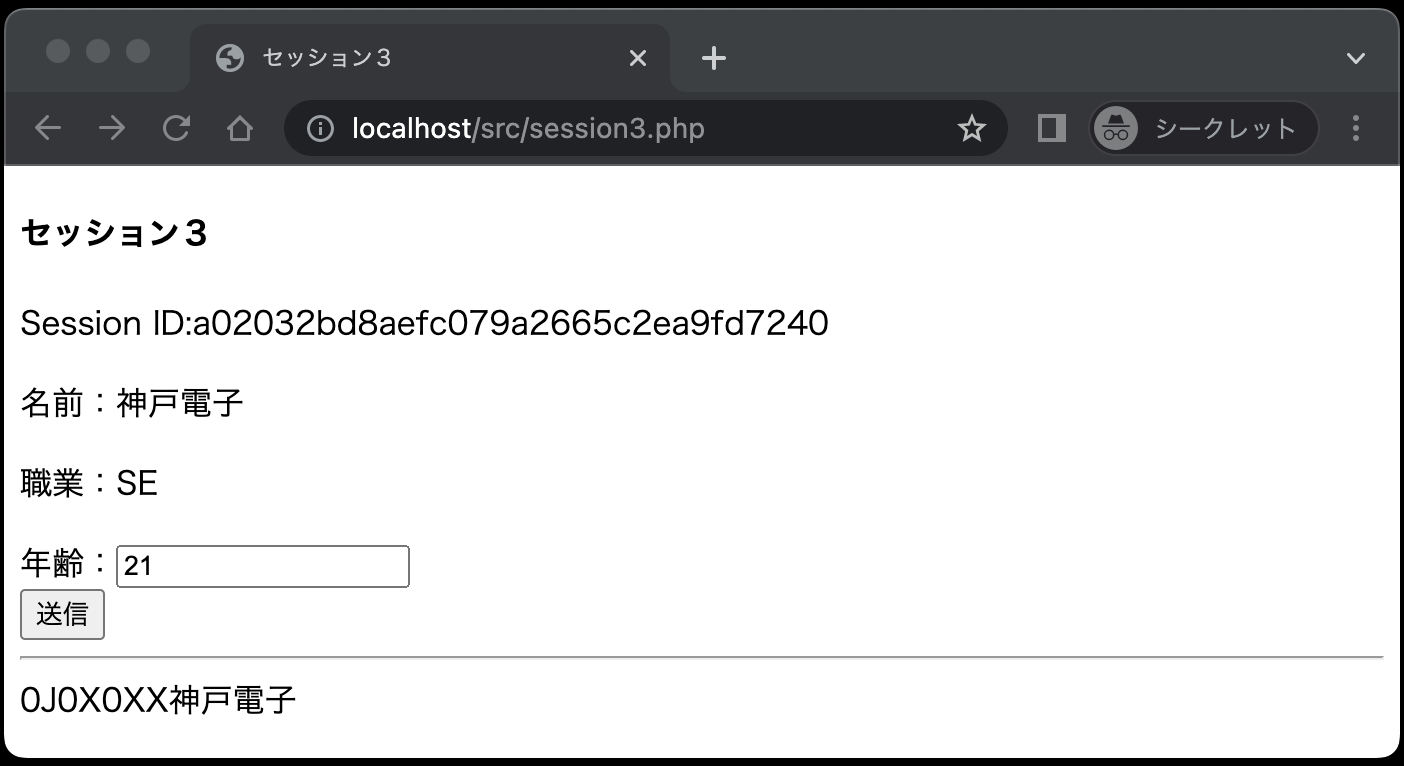 セッション３
localhost/src/session3.php
シークレット
セッション３
Session ID:a02032bd8aefc079a2665c2ea9fd7240
名前：神戸電子
職業：SE
年齢：21
送信
0J0X0XX神戸電子